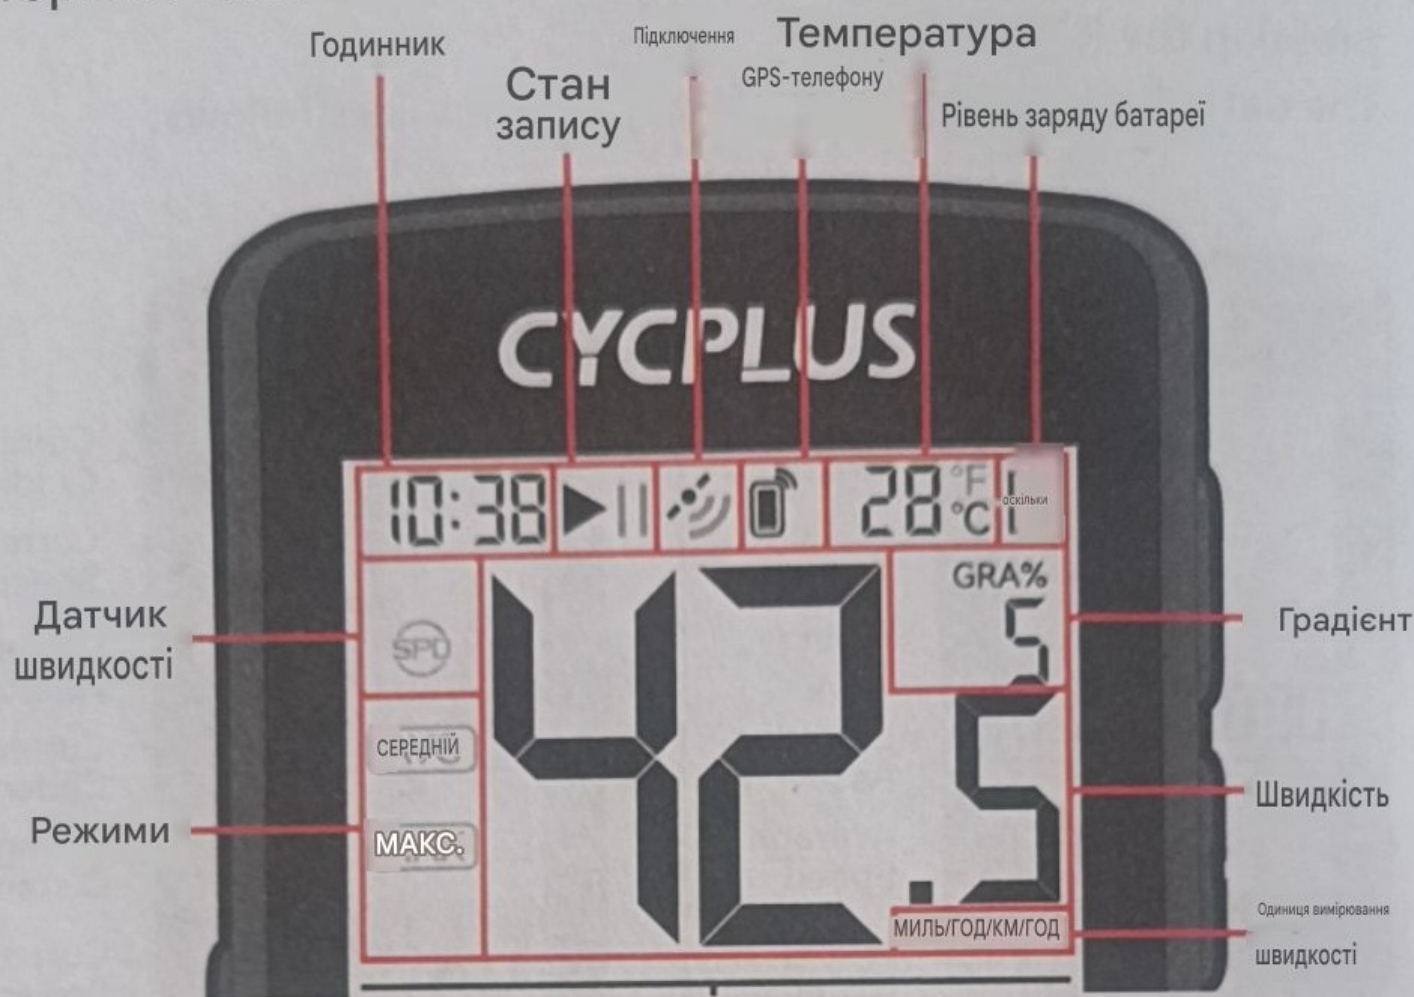 Годинник
Підключення
Температура
Стан
запису
GPS-телефону
Рівень заряду батареї
CYCPLUS
10:38
28 °F
°C
оскільки
GRA%
5
SPD
42.5
Датчик
швидкості
Градієнт
СЕРЕДНІЙ
Режими
МАКС.
Швидкість
МИЛЬ/ГОД/КМ/ГОД
Одиниця вимірювання
швидкості